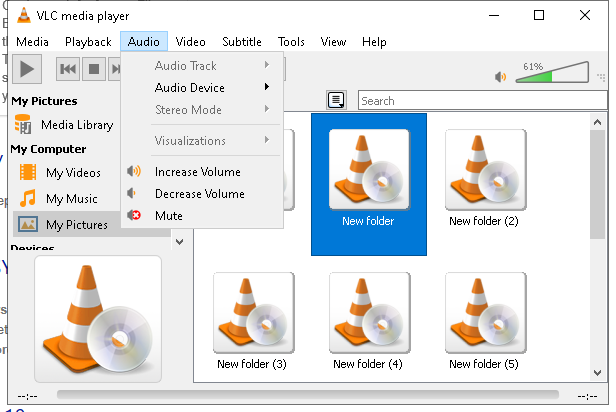 VLC media player
Media Playback Audio Video Subtitle Tools View Help
61%
Audio Track
Audio Device
Stereo Mode
Visualizations
Increase Volume
Decrease Volume
Mute
Search
My Pictures
Media Library
My Computer
My Videos
My Music
My Pictures
Devices
New folder
New folder (2)
New folder (3)
New folder (4)
New folder (5)
--:--
--:--